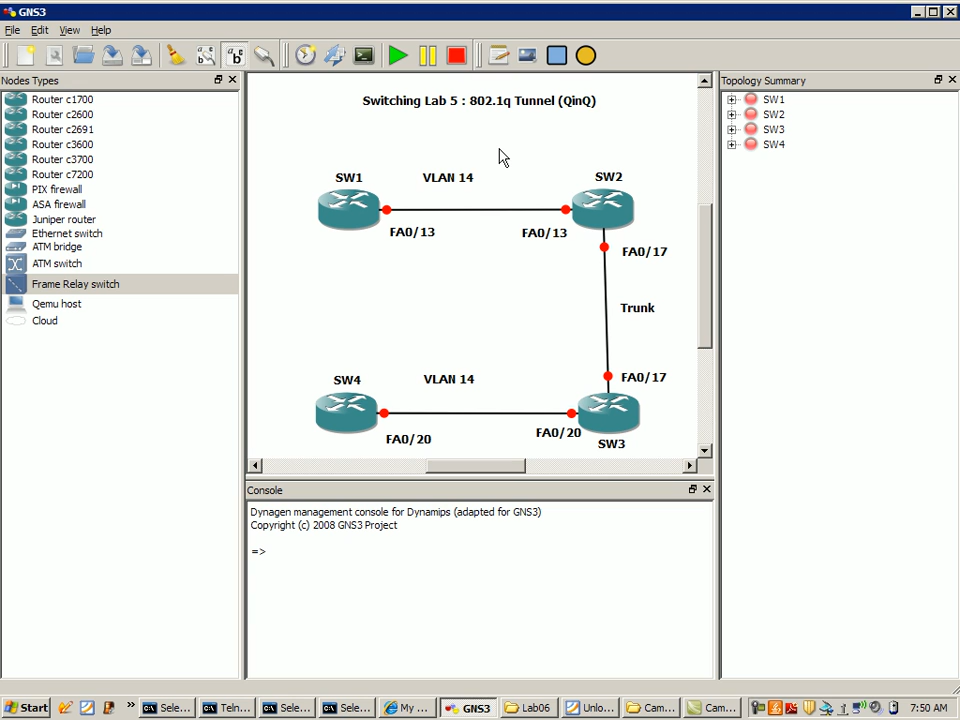 GNS3
File Edit View Help
Nodes Types
Router c1700
Router c2600
Router c2691
Router c3600
Router c3700
Router c7200
PIX firewall
ASA firewall
Juniper router
Ethernet switch
ATM bridge
ATM switch
Frame Relay switch
Qemu host
Cloud
Switching Lab 5 : 802.1q Tunnel (QinQ)
SW1
VLAN 14
SW2
FA0/13
FA0/13
FA0/17
Trunk
FA0/17
SW4
VLAN 14
FA0/20
FA0/20
SW3
Console
Dynagen management console for Dynamips (adapted for GNS3)
Copyright (c) 2008 GNS3 Project
=>
Topology Summary
SW1
SW2
SW3
SW4
Start Sele... Teln... Sele... Sele... My ... GNS3 Lab06 Unlo... Cam... Cam... 7:50 AM